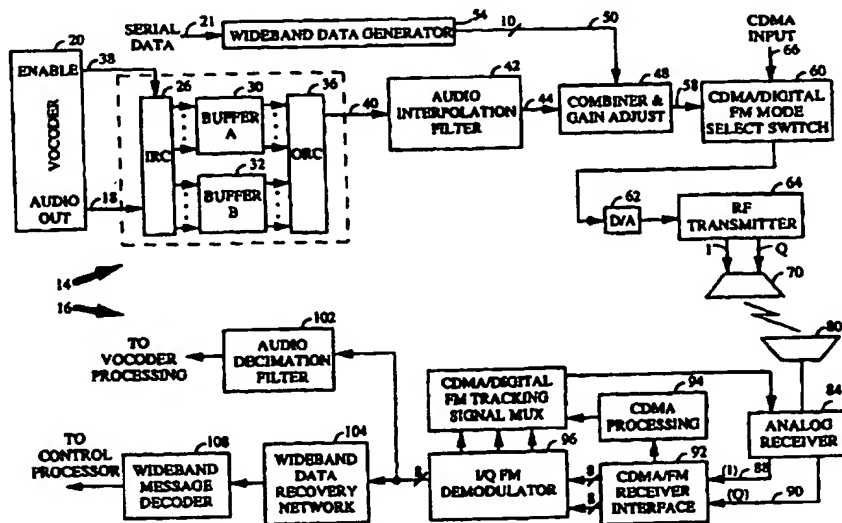 SERIAL DATA
21
WIDEBAND DATA GENERATOR
54
10
50
CDMA INPUT
66
20
ENABLE
VOCODER
AUDIO OUT
38
18
26
IRC
30
BUFFER A
32
BUFFER B
36
ORC
40
42
AUDIO INTERPOLATION FILTER
44
48
COMBINER & GAIN ADJUST
58
60
CDMA/DIGITAL FM MODE SELECT SWITCH
62
D/A
64
RF TRANSMITTER
I
Q
70
14
16
80
TO VOCODER PROCESSING
102
AUDIO DECIMATION FILTER
CDMA/DIGITAL FM TRACKING SIGNAL MUX
94
CDMA PROCESSING
84
ANALOG RECEIVER
TO CONTROL PROCESSOR
108
WIDEBAND MESSAGE DECODER
104
WIDEBAND DATA RECOVERY NETWORK
8
96
I/Q FM DEMODULATOR
8
8
92
CDMA/FM RECEIVER INTERFACE
(I)
88
(Q)
90